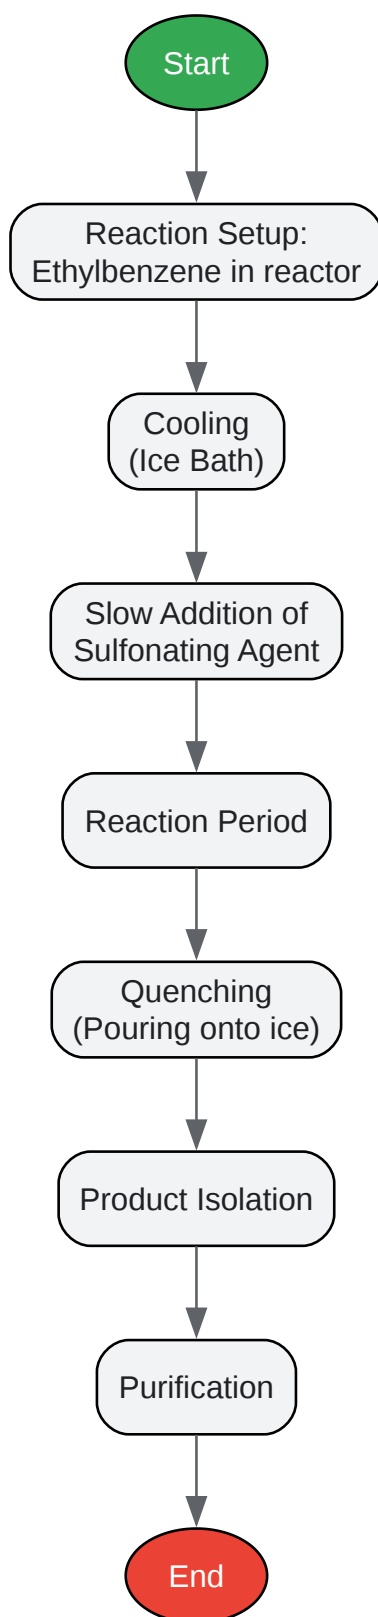 Start
Reaction Setup:
Ethylbenzene in reactor
Cooling
(Ice Bath)
Slow Addition of
Sulfonating Agent
Reaction Period
Quenching
(Pouring onto ice)
Product Isolation
Purification
End